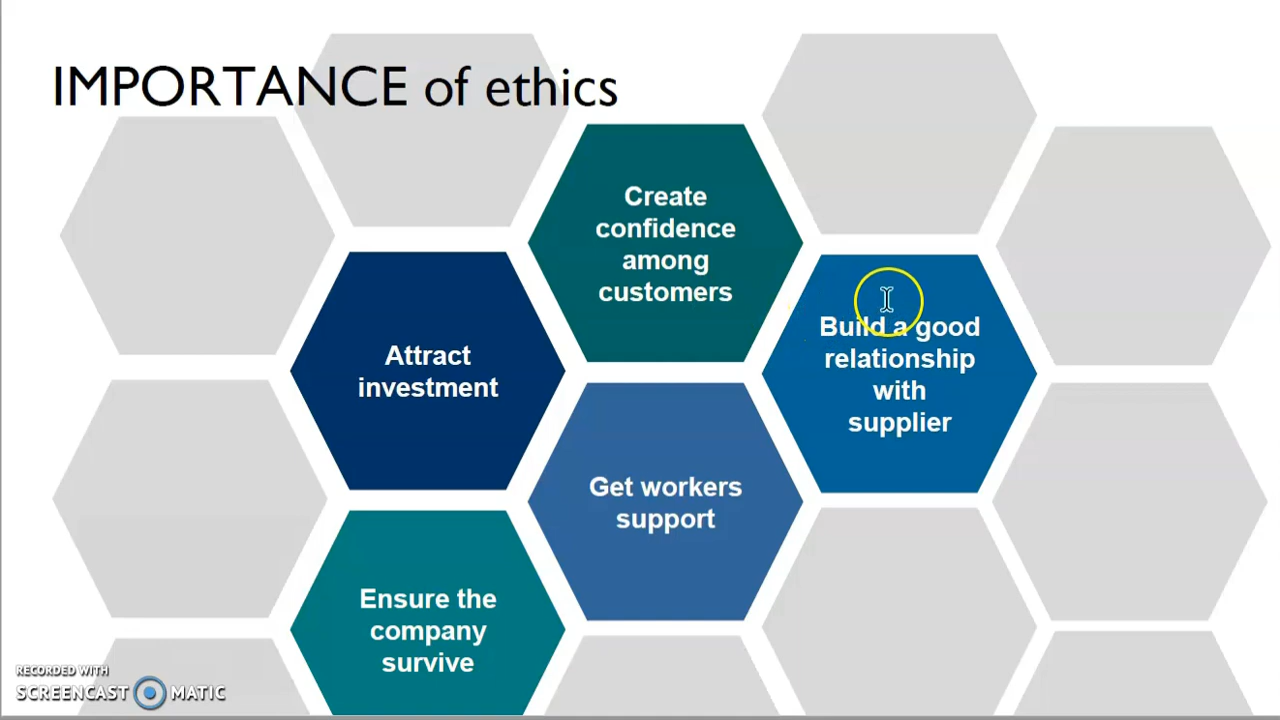 IMPORTANCE of ethics
Create
confidence
among
customers
Attract
investment
Build a good
relationship
with
supplier
Get workers
support
Ensure the
company
survive
RECORDED WITH
SCREENCAST MATIC